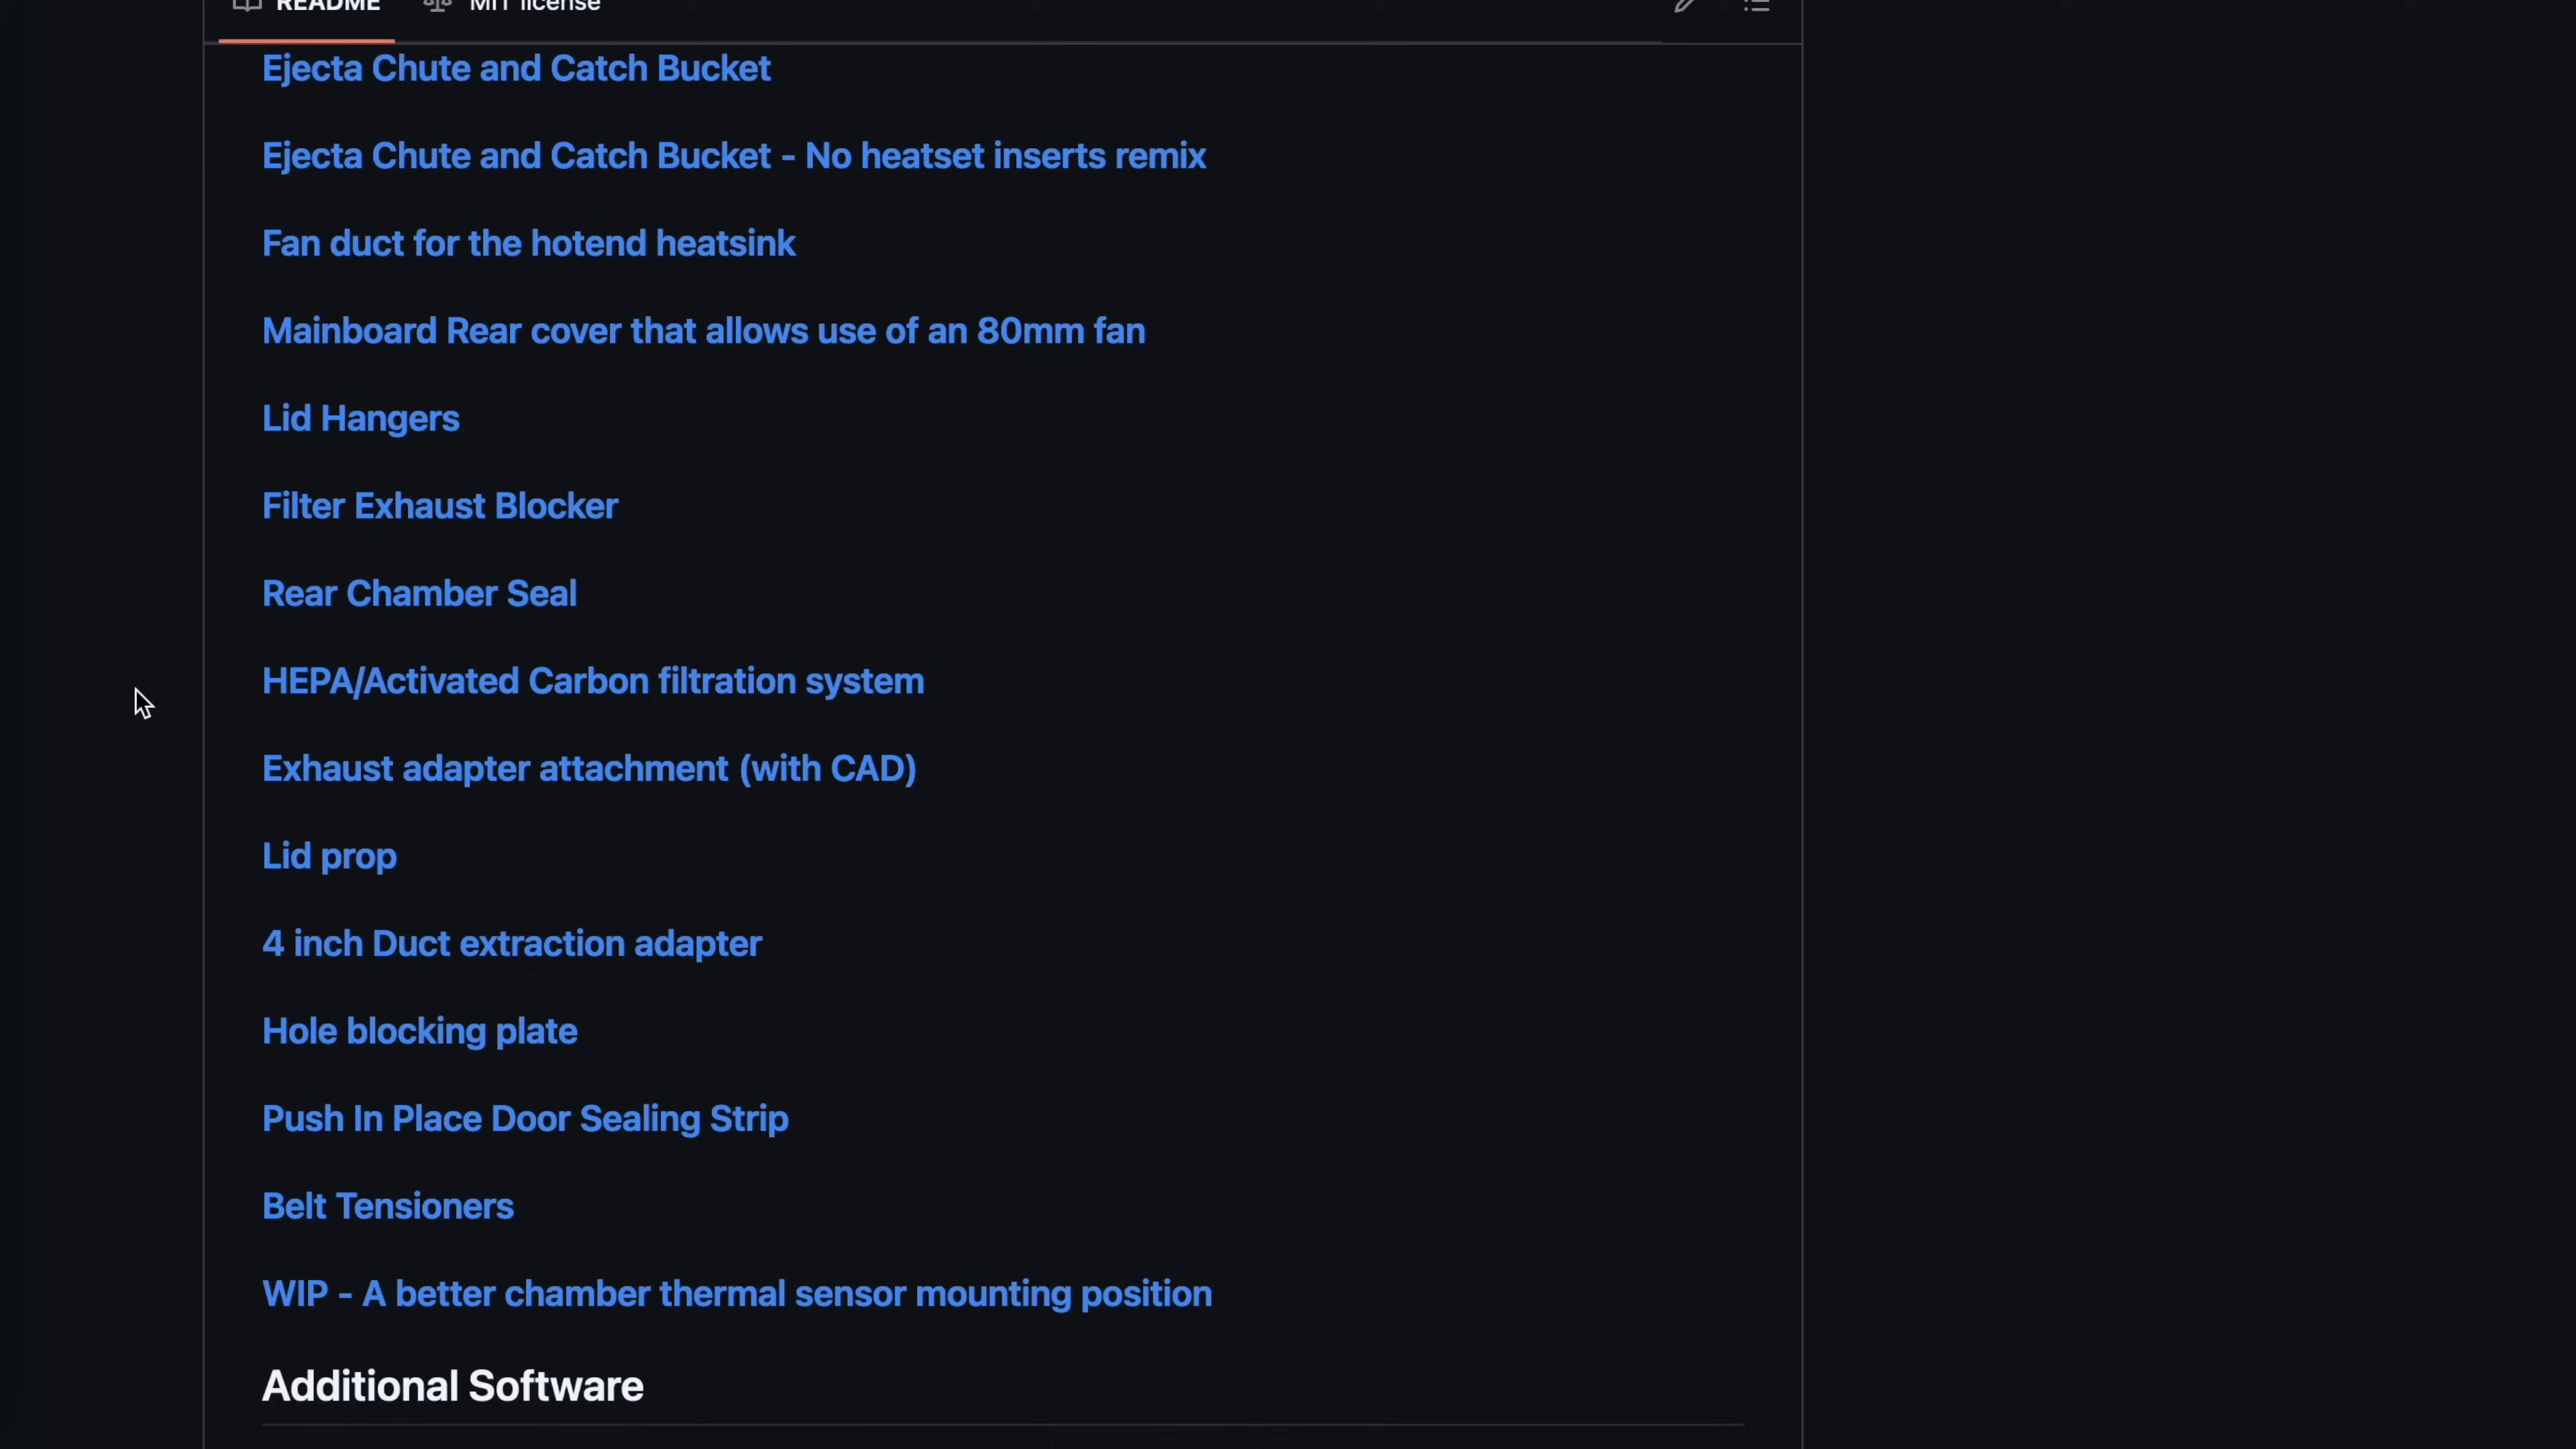 README MIT license
Ejecta Chute and Catch Bucket
Ejecta Chute and Catch Bucket - No heatset inserts remix
Fan duct for the hotend heatsink
Mainboard Rear cover that allows use of an 80mm fan
Lid Hangers
Filter Exhaust Blocker
Rear Chamber Seal
HEPA/Activated Carbon filtration system
Exhaust adapter attachment (with CAD)
Lid prop
4 inch Duct extraction adapter
Hole blocking plate
Push In Place Door Sealing Strip
Belt Tensioners
WIP - A better chamber thermal sensor mounting position
Additional Software